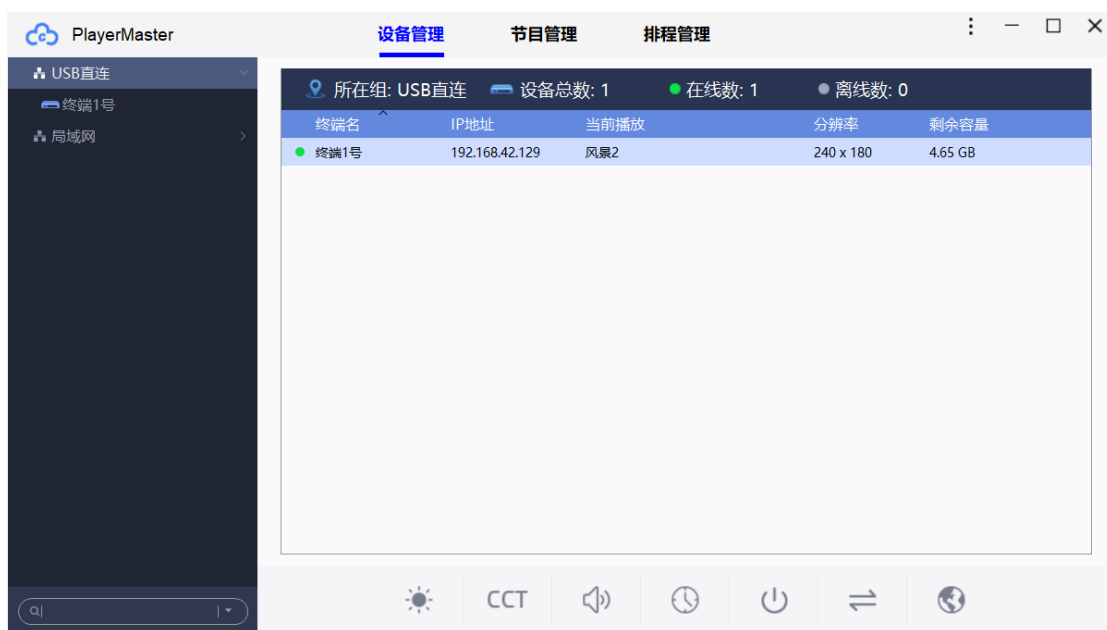 PlayerMaster
设备管理 节目管理 排程管理
USB直连
终端1号
局域网
所在组: USB直连 设备总数: 1 在线数: 1 离线数: 0
终端名 IP地址 当前播放 分辨率 剩余容量
终端1号 192.168.42.129 风景2 240 x 180 4.65 GB
CCT